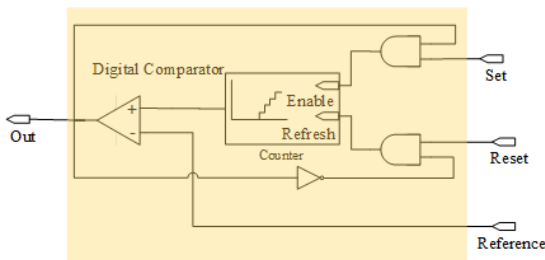 Digital Comparator
Set
Enable
+
Out
-
Refresh
Counter
Reset
Reference